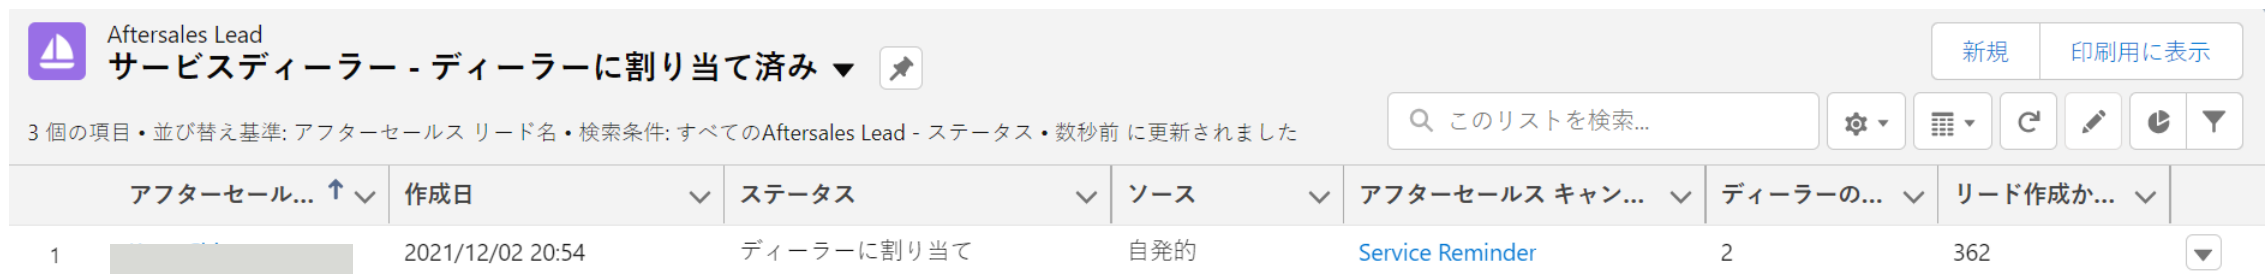 Aftersales Lead
サービスディーラー - ディーラーに割り当て済み
新規 印刷用に表示
3 個の項目 • 並び替え基準: アフターセールス リード名 • 検索条件: すべてのAftersales Lead - ステータス • 数秒前 に更新されました
このリストを検索...
アフターセール... 作成日 ステータス ソース アフターセールス キャン... ディーラーの... リード作成か...
1 2021/12/02 20:54 ディーラーに割り当て 自発的 Service Reminder 2 362